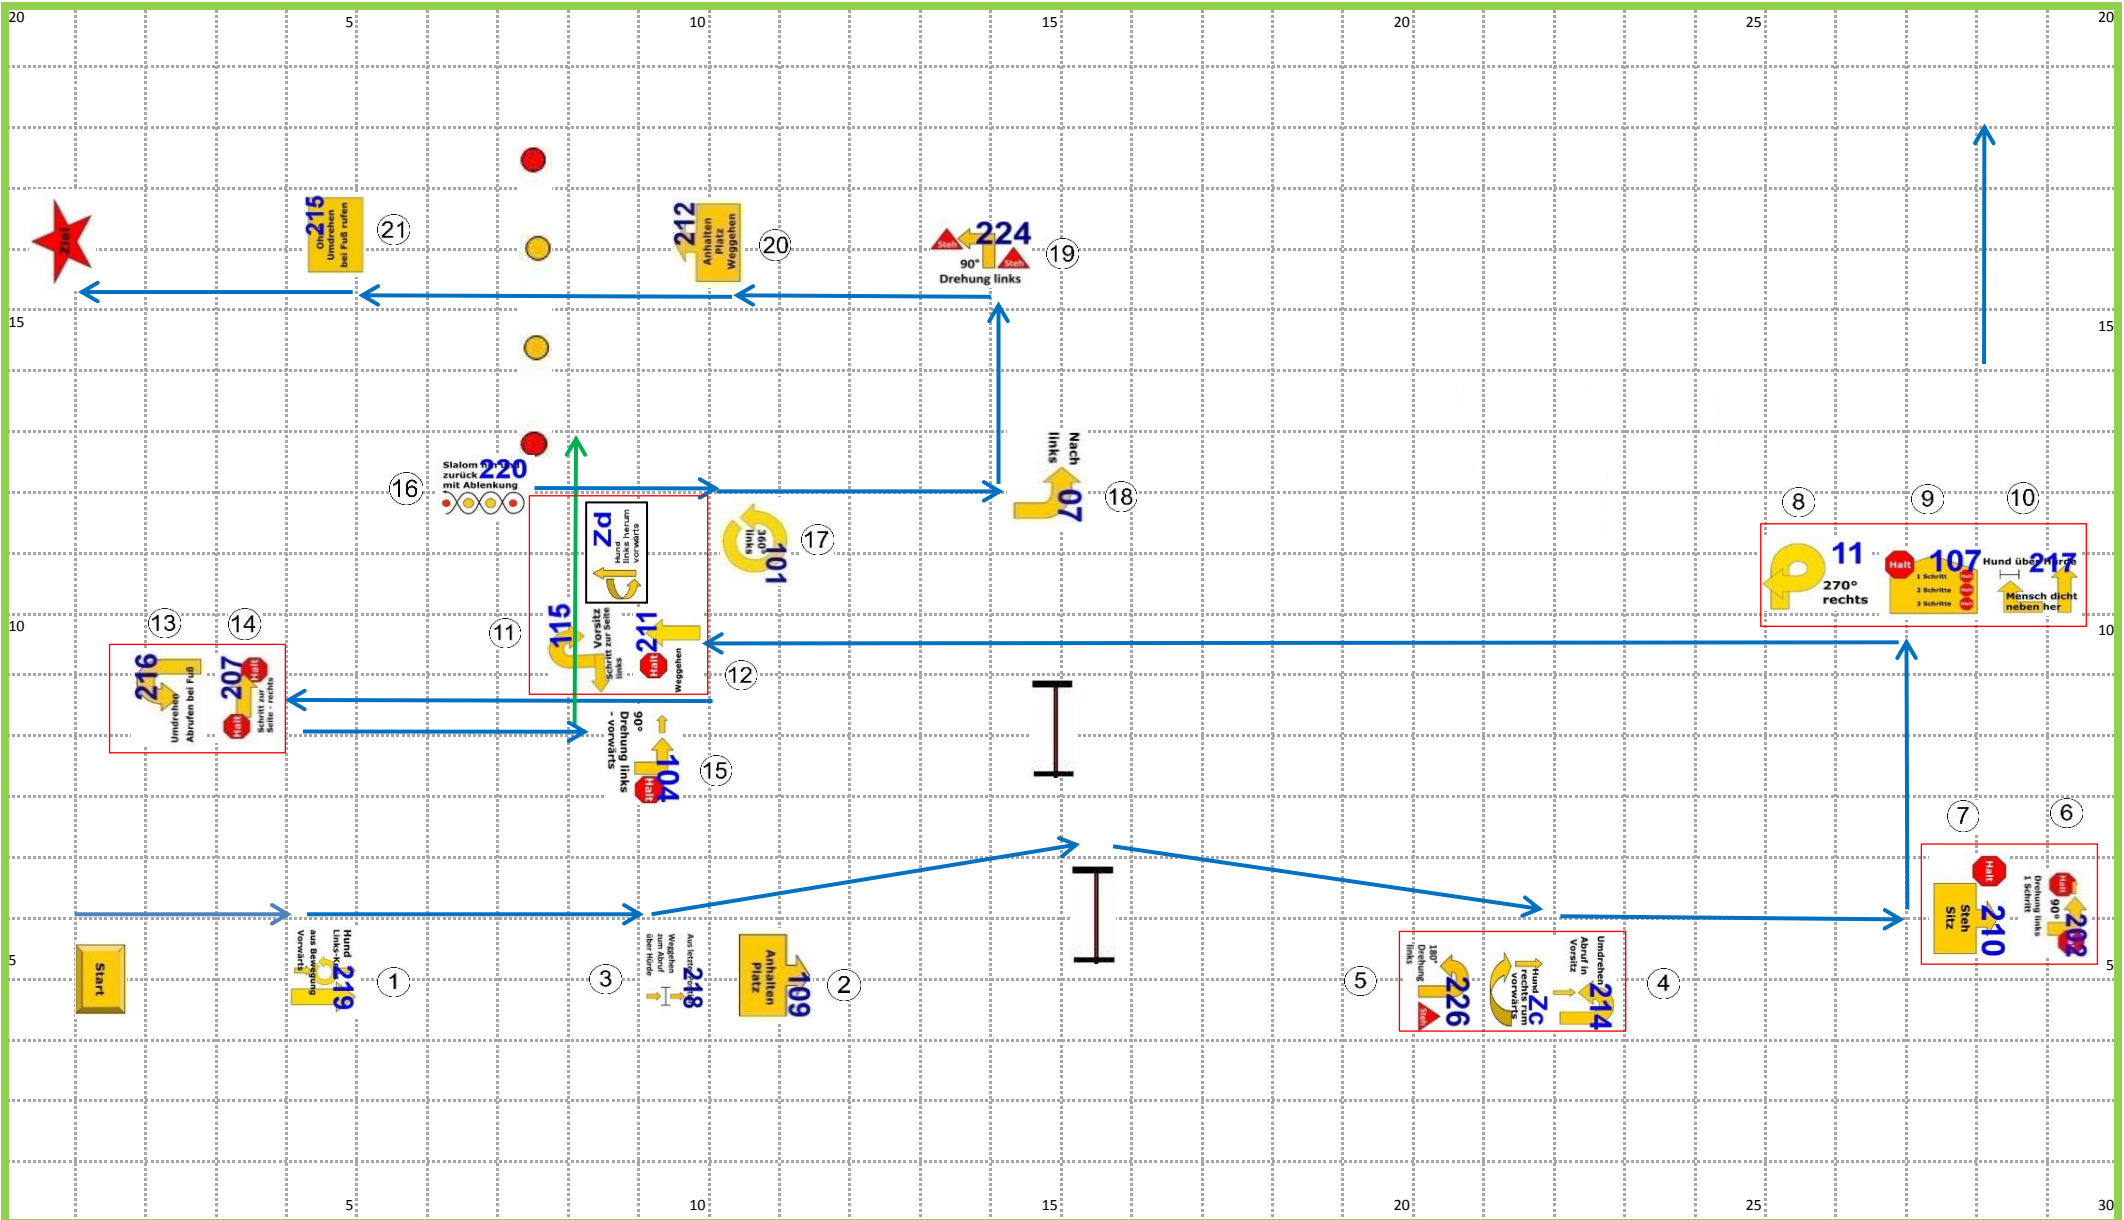 20 5 10 15 20 25 20
Ziel
215
Umdrehen
bei Fuß rufen
21
212
Anhalten
Platz
Weggehen
20
Steh
224
90°
Steh
Drehung links
19
15
15
16
Slalom
zurück
mit Ablenkung
220
Zd
Hund
links herum
vorwärts
360°
links
101
17
Nach
links
07
18
8
11
270°
rechts
9
Halt
107
1 Schritt
Halt
2 Schritte
Halt
3 Schritte
Halt
10
Hund über Hürde
217
Mensch dicht
neben her
10
10
13
216
Umdrehen
Abrufen bei Fuß
14
207
Halt
Halt
Schritt zur
Seite - rechts
11
115
Vorsitz
Schritt zur Seite
links
211
Halt
Weggehen
12
90°
Drehung links
- vorwärts
Halt
104
15
5
Start
Hund
aus Bewegung
Vorwärts
219
1
3
Weggehen
zum Abruf
über Hürde
218
Anhalten
Platz
109
2
5
180°
Drehung
links
Steh
226
Hund
rechts rum
vorwärts
Zc
Umdrehen
Abruf in
Vorsitz
214
4
7
Halt
Steh
Sitz
210
6
Halt
90°
Drehung links
1 Schritt
202
5
5 10 15 20 25 30